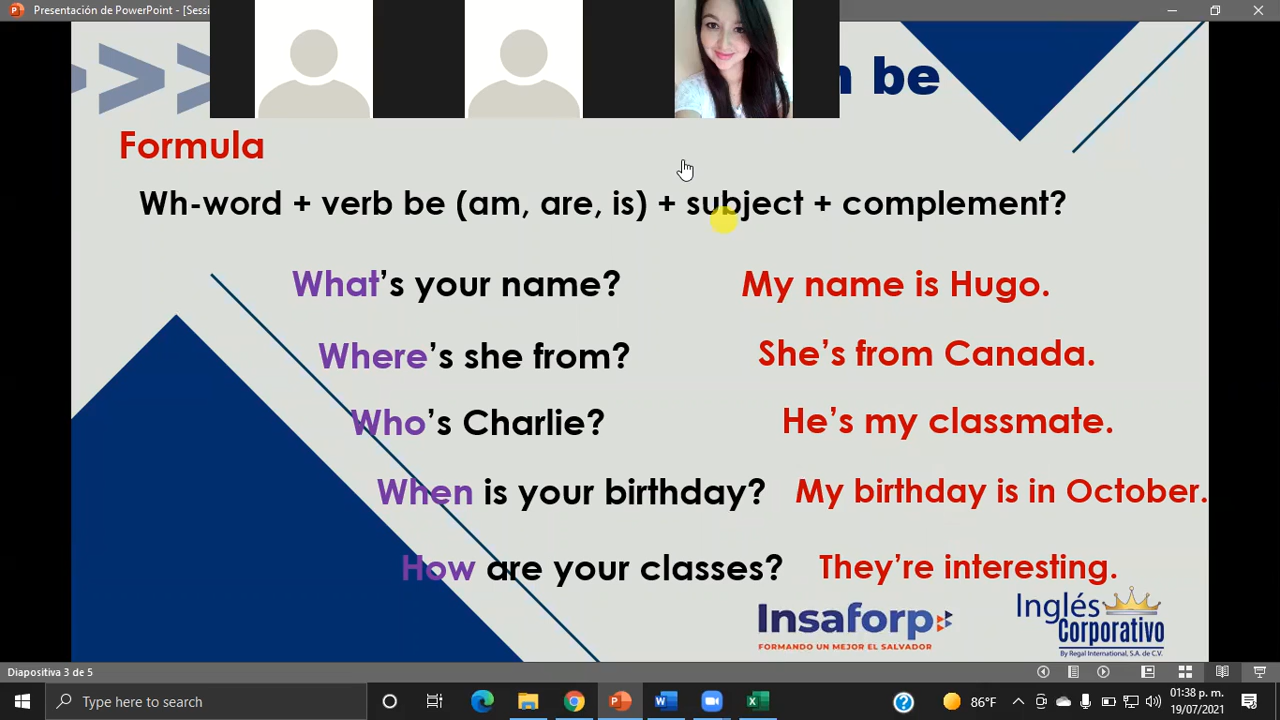 Presentación de PowerPoint - [Sessi
n be
Formula
Wh-word + verb be (am, are, is) + subject + complement?
What's your name? My name is Hugo.
Where's she from? She's from Canada.
Who's Charlie? He's my classmate.
When is your birthday? My birthday is in October.
How are your classes? They're interesting.
Insaforp
FORMANDO UN MEJOR EL SALVADOR
Inglés
Corporativo
By Regal International, S.A. de C.V.
Diapositiva 3 de 5
Type here to search
86°F
01:38 p. m.
19/07/2021